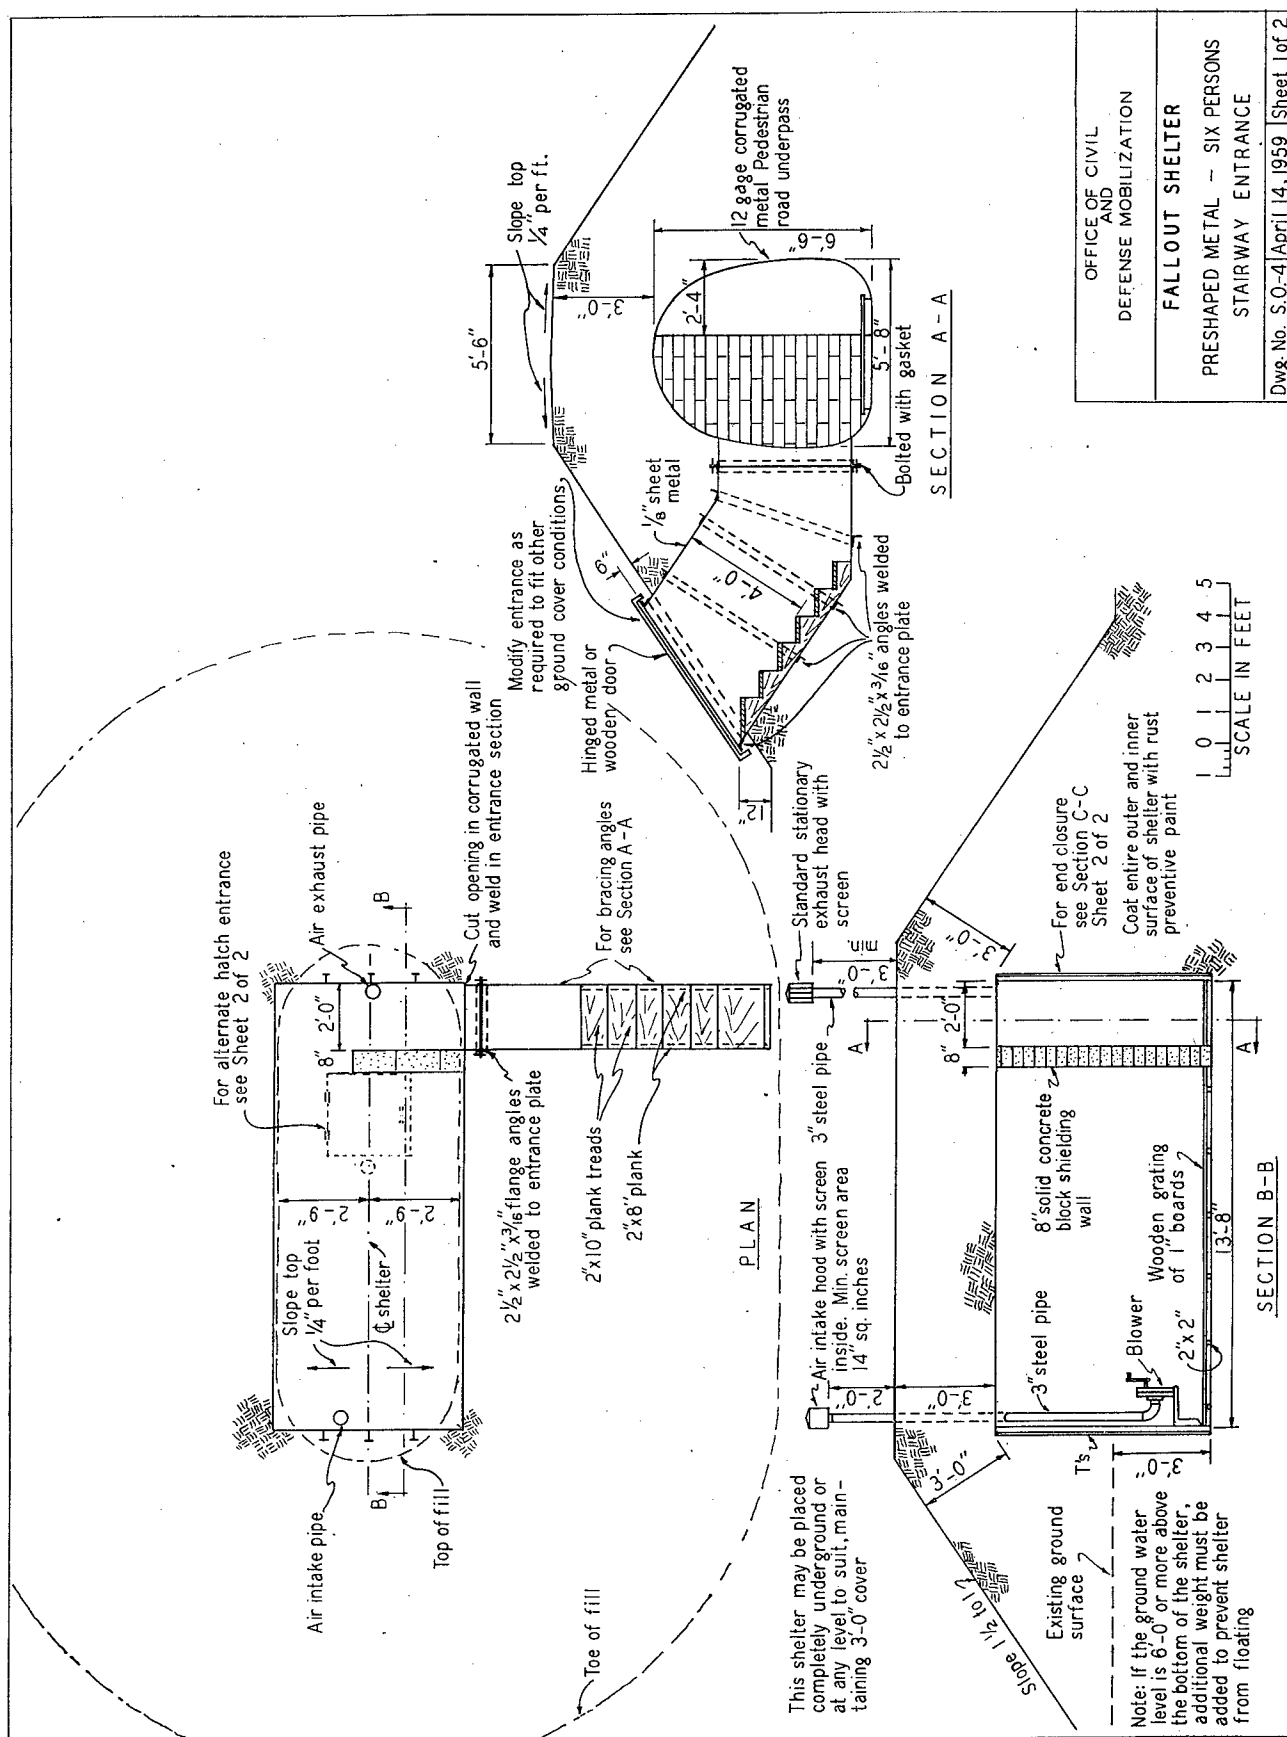 For alternate hatch entrance
see Sheet 2 of 2
Air exhaust pipe
Slope top
1/4" per foot
℄ shelter
2'-9"
2'-9"
8"
2'-0"
B
B
Air intake pipe
Top of fill
Toe of fill
Cut opening in corrugated wall
and weld in entrance section
2 1/2" x 2 1/2" x 3/16" flange angles
welded to entrance plate
2"x10" plank treads
2"x8" plank
For bracing angles
see Section A-A
PLAN
5'-6"
Slope top
1/4" per ft.
3'-0"
12 gage corrugated
metal Pedestrian
road underpass
6'-6"
2'-4"
5'-8"
Bolted with gasket
Modify entrance as
required to fit other
ground cover conditions
1/8" sheet
metal
Hinged metal or
wooden door
4'-0"
12"
2 1/2" x 2 1/2" x 3/16" angles welded
to entrance plate
SECTION A-A
This shelter may be placed
completely underground or
at any level to suit, main-
taining 3'-0" cover
Air intake hood with screen
inside. Min. screen area
14" sq. inches
3" steel pipe
Standard stationary
exhaust head with
screen
3'-0"
min.
2'-0"
3'-0"
3'-0"
3'-0"
Slope 1 1/2 to 1
Existing ground
surface
T's
3'-0"
3" steel pipe
Blower
2" x 2"
Wooden grating
of 1" boards
8" solid concrete
block shielding
wall
8"
2'-0"
A
A
13'-8"
For end closure
see Section C-C
Sheet 2 of 2
Coat entire outer and inner
surface of shelter with rust
preventive paint
Note: If the ground water
level is 6'-0" or more above
the bottom of the shelter,
additional weight must be
added to prevent shelter
from floating
SECTION B-B
1 0 1 2 3 4 5
SCALE IN FEET
OFFICE OF CIVIL
AND
DEFENSE MOBILIZATION
FALLOUT SHELTER
PRESHAPED METAL - SIX PERSONS
STAIRWAY ENTRANCE
Dwg. No. S.O.-4 April 14, 1959 Sheet 1 of 2